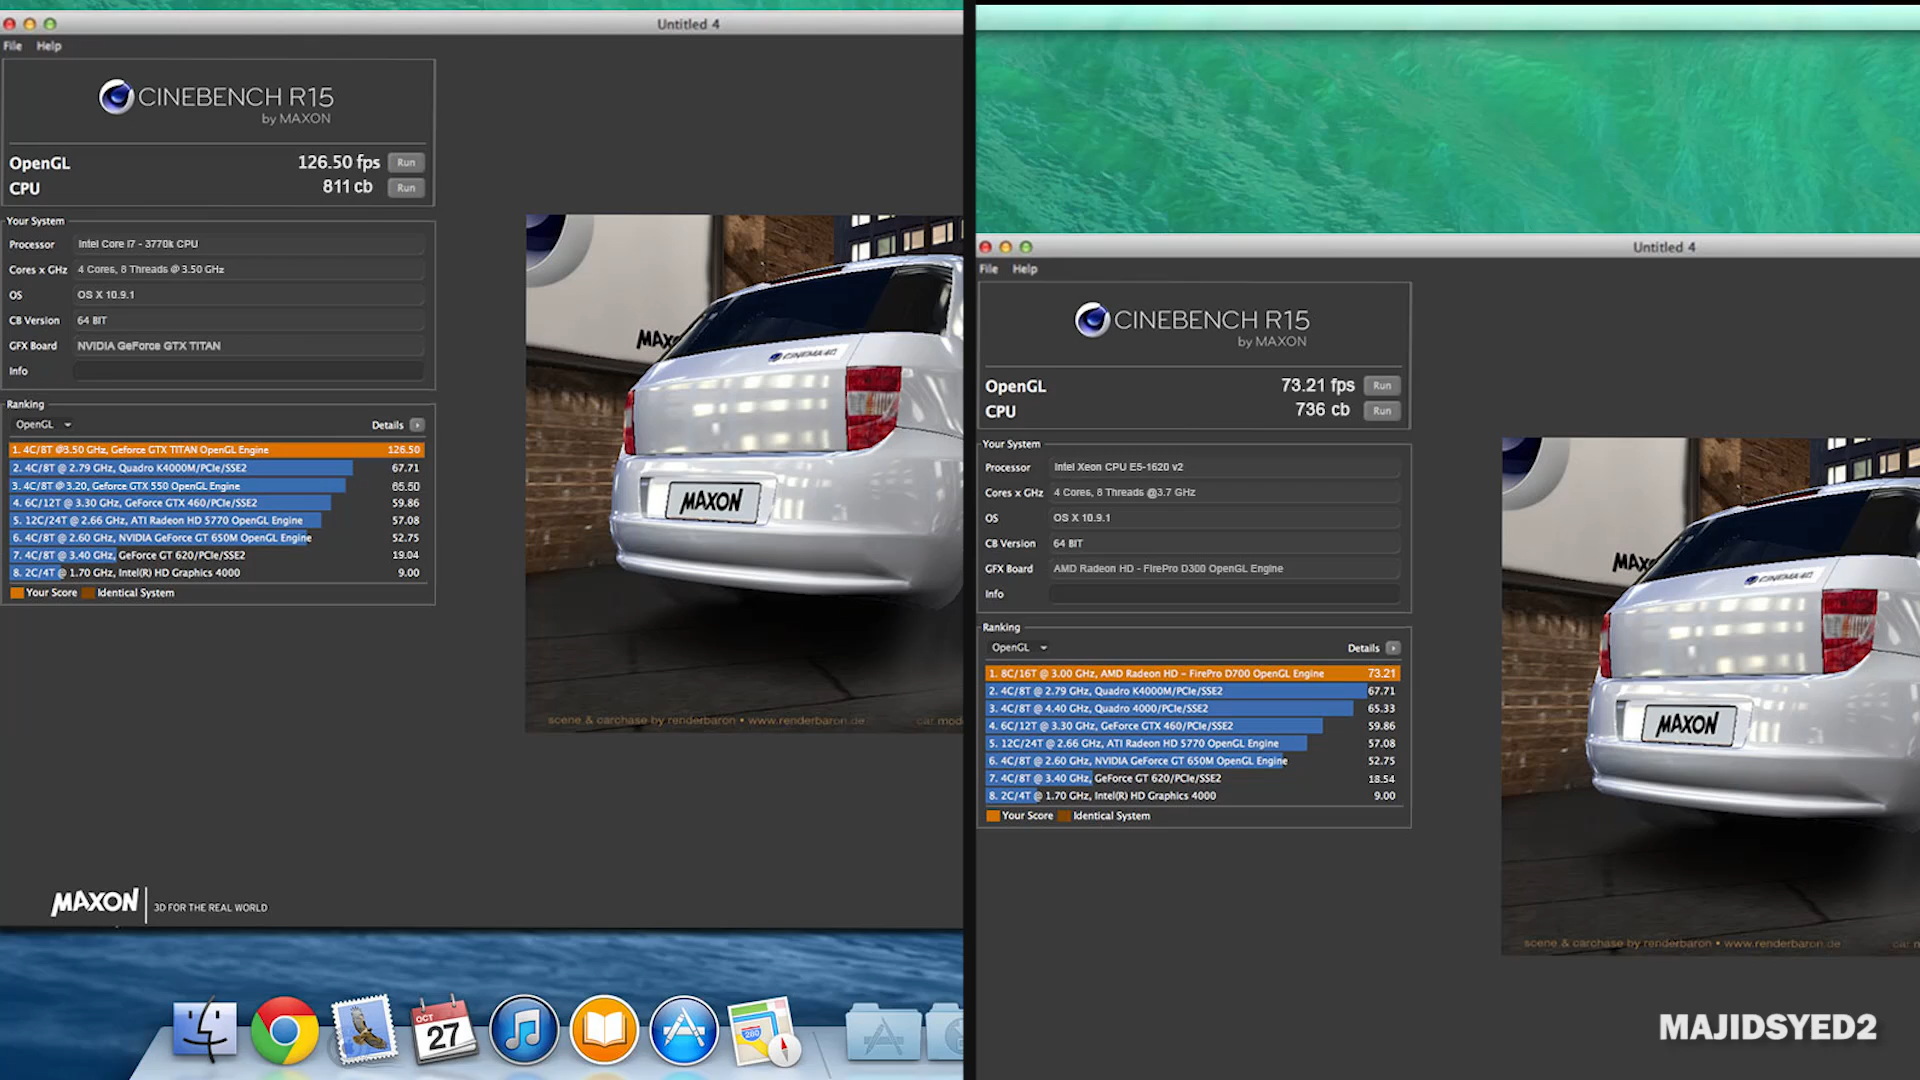 Untitled 4
File Help
CINEBENCH R15
by MAXON
OpenGL 126.50 fps Run
CPU 811 cb Run
Your System
Processor Intel Core I7 - 3770k CPU
Cores x GHz 4 Cores, 8 Threads @ 3.50 GHz
OS OS X 10.9.1
CB Version 64 BIT
GFX Board NVIDIA GeForce GTX TITAN
Info
Ranking
OpenGL Details
1. 4C/8T @3.50 GHz, Geforce GTX TITAN OpenGL Engine 126.50
2. 4C/8T @ 2.79 GHz, Quadro K4000M/PCIe/SSE2 67.71
3. 4C/8T @ 3.20, Geforce GTX 550 OpenGL Engine 65.50
4. 6C/12T @ 3.30 GHz, GeForce GTX 460/PCIe/SSE2 59.86
5. 12C/24T @ 2.66 GHz, ATI Radeon HD 5770 OpenGL Engine 57.08
6. 4C/8T @ 2.60 GHz, NVIDIA GeForce GT 650M OpenGL Engine 52.75
7. 4C/8T @ 3.40 GHz, GeForce GT 620/PCIe/SSE2 19.04
8. 2C/4T @ 1.70 GHz, Intel(R) HD Graphics 4000 9.00
Your Score Identical System
MAXON
CINEMA4D
MAXON
scene & carchase by renderbaron • www.renderbaron.de car mod
MAXON 3D FOR THE REAL WORLD
OCT
27
280
Untitled 4
File Help
CINEBENCH R15
by MAXON
OpenGL 73.21 fps Run
CPU 736 cb Run
Your System
Processor Intel Xeon CPU E5-1620 v2
Cores x GHz 4 Cores, 8 Threads @3.7 GHz
OS OS X 10.9.1
CB Version 64 BIT
GFX Board AMD Radeon HD - FirePro D300 OpenGL Engine
Info
Ranking
OpenGL Details
1. 8C/16T @ 3.00 GHz, AMD Radeon HD - FirePro D700 OpenGL Engine 73.21
2. 4C/8T @ 2.79 GHz, Quadro K4000M/PCIe/SSE2 67.71
3. 4C/8T @ 4.40 GHz, Quadro 4000/PCIe/SSE2 65.33
4. 6C/12T @ 3.30 GHz, GeForce GTX 460/PCIe/SSE2 59.86
5. 12C/24T @ 2.66 GHz, ATI Radeon HD 5770 OpenGL Engine 57.08
6. 4C/8T @ 2.60 GHz, NVIDIA GeForce GT 650M OpenGL Engine 52.75
7. 4C/8T @ 3.40 GHz, GeForce GT 620/PCIe/SSE2 18.54
8. 2C/4T @ 1.70 GHz, Intel(R) HD Graphics 4000 9.00
Your Score Identical System
MAXON
CINEMA4D
MAXON
scene & carchase by renderbaron • www.renderbaron.de car m
MAJIDSYED2